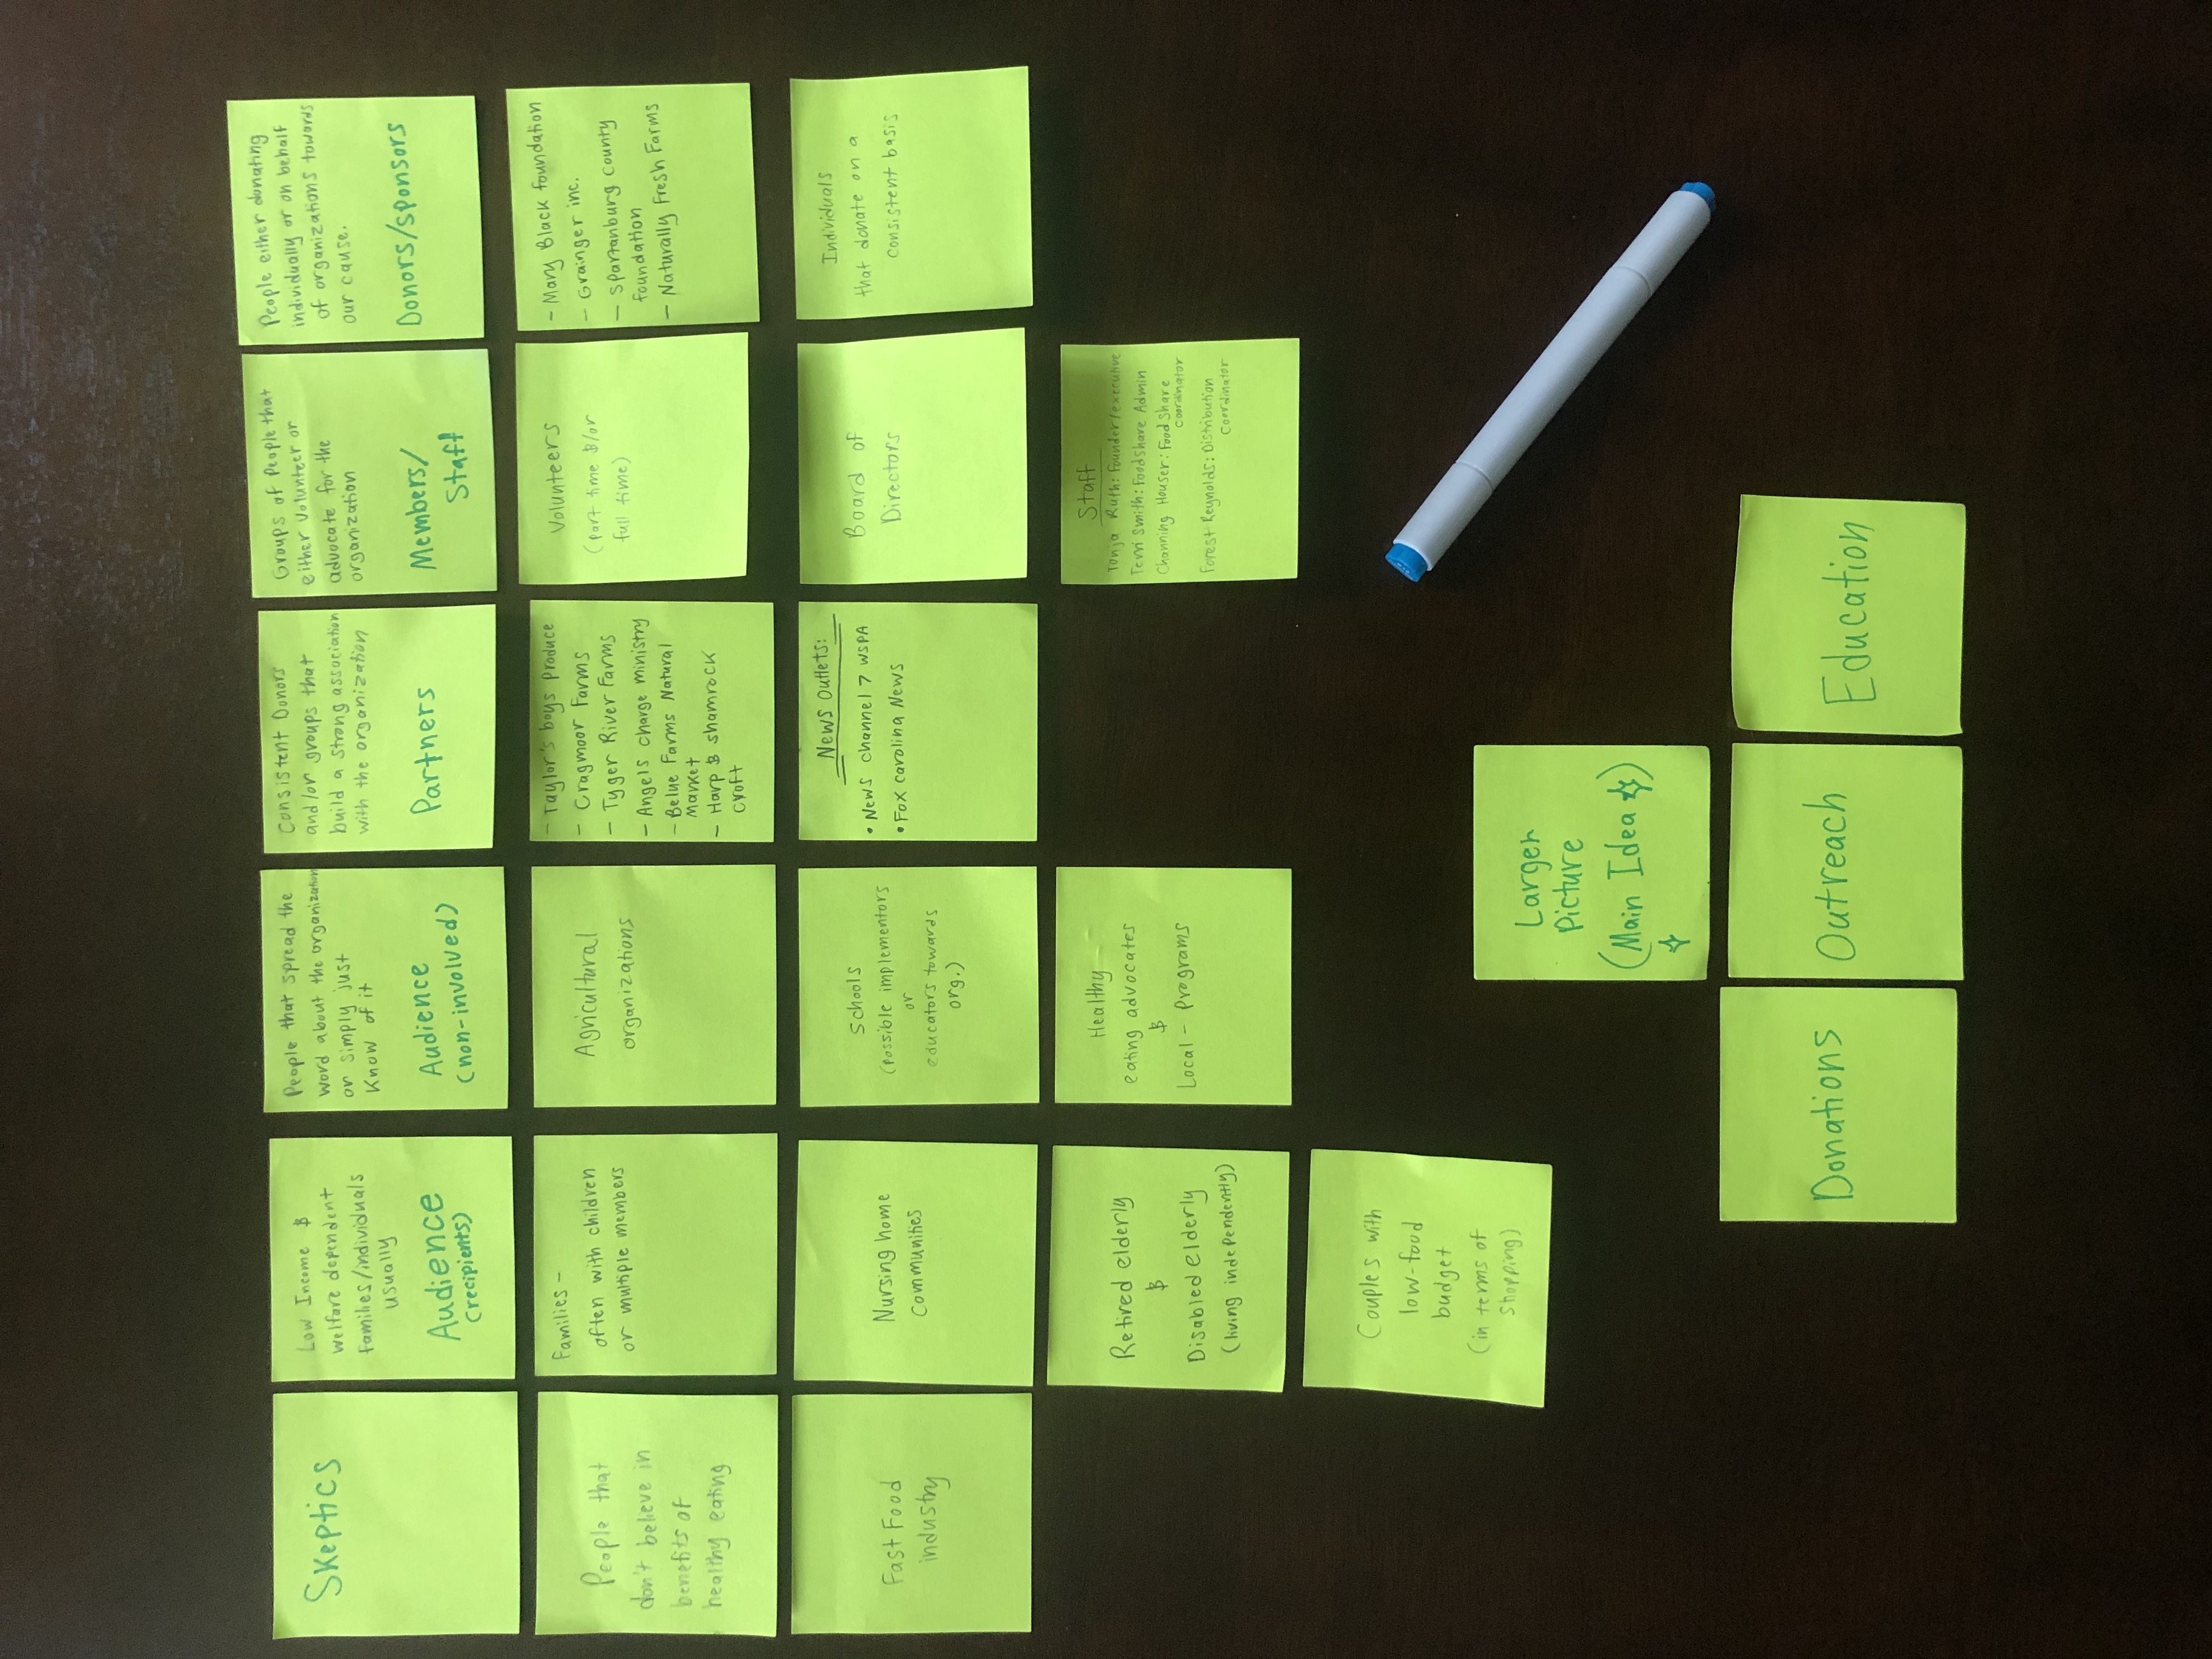 Skeptics
Low Income &
welfare dependent
families/individuals
usually
Audience
(recipients)
People that spread the
word about the organization
or simply just
Know of it
Audience
(non-involved)
Consistent Donors
and/or groups that
build a strong association
with the organization
Partners
Groups of People that
either volunteer or
advocate for the
organization
Members/
Staff
People either donating
individually or on behalf
of organizations towards
our cause.
Donors/sponsors
People that
don't believe in
benefits of
healthy eating
Families -
often with children
or multiple members
Agricultural
organizations
- Taylor's boys produce
- Cragmoor Farms
- Tyger River Farms
- Angels charge ministry
- Belue Farms Natural
Market
- Harp & shamrock
croft
Volunteers
(part time &/or
full time)
- Mary Black foundation
- Grainger inc.
- Spartanburg County
foundation
- Naturally Fresh Farms
Fast Food
industry
Nursing home
Communities
Schools
(possible implementors
or
educators towards
org.)
News Outlets:
• News channel 7 WSPA
• Fox carolina News
Board of
Directors
Individuals
that donate on a
consistent basis
Retired elderly
&
Disabled elderly
(living independently)
Healthy
eating advocates
&
Local - Programs
Staff
Tonja Ruth: Founder/executive
Terri Smith: Foodshare Admin
Channing Houser: Food Share
Coordinator
Forest Reynolds: Distribution
Coordinator
Couples with
low-food
budget
(in terms of
Shopping)
Larger
Picture
(Main Idea)
Donations
Outreach
Education